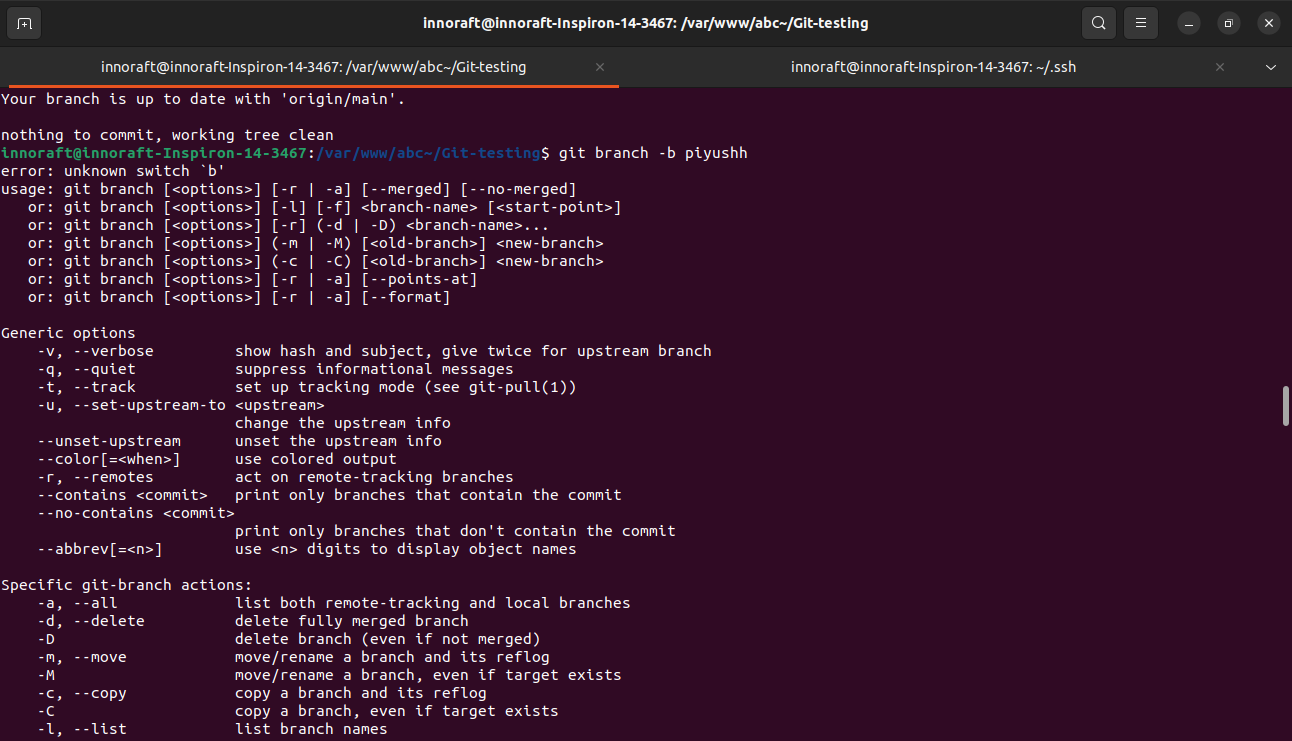 innoraft@innoraft-Inspiron-14-3467: /var/www/abc~/Git-testing
innoraft@innoraft-Inspiron-14-3467: /var/www/abc~/Git-testing
innoraft@innoraft-Inspiron-14-3467: ~/.ssh
Your branch is up to date with 'origin/main'.
nothing to commit, working tree clean
innoraft@innoraft-Inspiron-14-3467:/var/www/abc~/Git-testing$ git branch -b piyushh
error: unknown switch `b'
usage: git branch [<options>] [-r | -a] [--merged] [--no-merged]
   or: git branch [<options>] [-l] [-f] <branch-name> [<start-point>]
   or: git branch [<options>] [-r] (-d | -D) <branch-name>...
   or: git branch [<options>] (-m | -M) [<old-branch>] <new-branch>
   or: git branch [<options>] (-c | -C) [<old-branch>] <new-branch>
   or: git branch [<options>] [-r | -a] [--points-at]
   or: git branch [<options>] [-r | -a] [--format]
Generic options
    -v, --verbose         show hash and subject, give twice for upstream branch
    -q, --quiet           suppress informational messages
    -t, --track           set up tracking mode (see git-pull(1))
    -u, --set-upstream-to <upstream>
                          change the upstream info
    --unset-upstream      unset the upstream info
    --color[=<when>]      use colored output
    -r, --remotes         act on remote-tracking branches
    --contains <commit>   print only branches that contain the commit
    --no-contains <commit>
                          print only branches that don't contain the commit
    --abbrev[=<n>]        use <n> digits to display object names
Specific git-branch actions:
    -a, --all             list both remote-tracking and local branches
    -d, --delete          delete fully merged branch
    -D                    delete branch (even if not merged)
    -m, --move            move/rename a branch and its reflog
    -M                    move/rename a branch, even if target exists
    -c, --copy            copy a branch and its reflog
    -C                    copy a branch, even if target exists
    -l, --list            list branch names